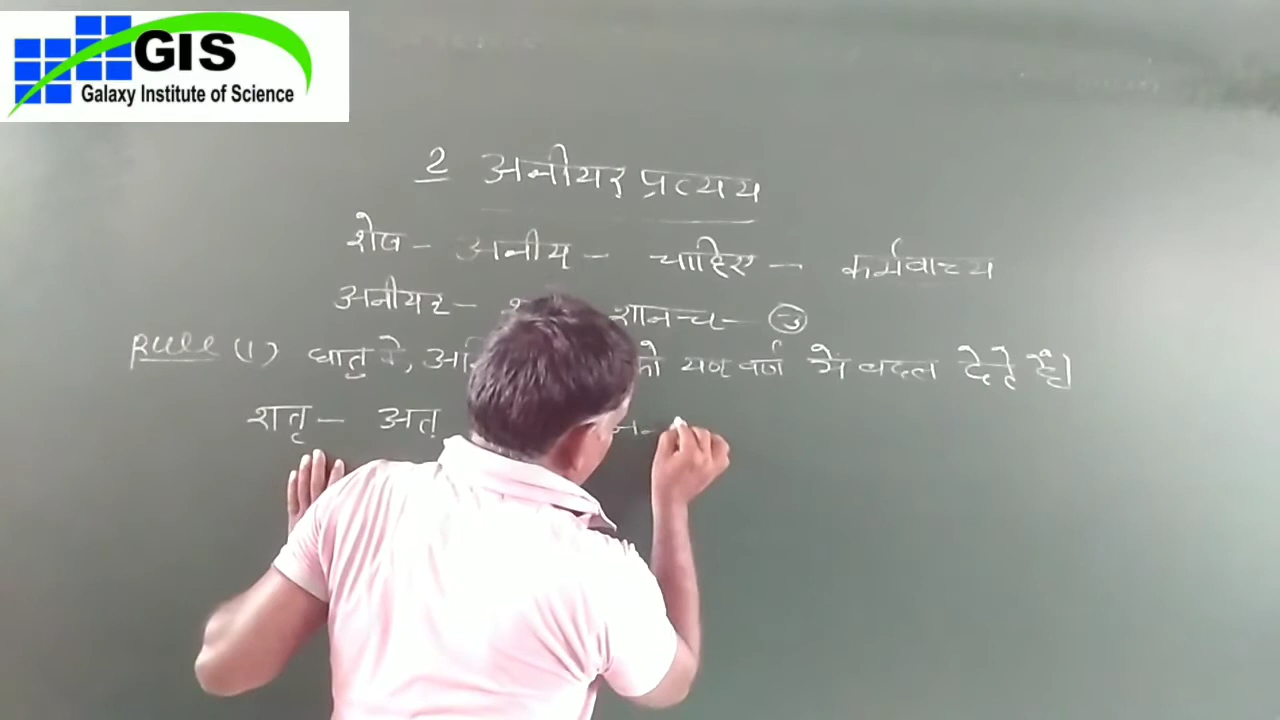 GIS
Galaxy Institute of Science
2 अनीयर् प्रत्यय
शेष - अनीय् - चाहिए - कर्मवाच्य
अनीयर - शानच्च -
Rule (1) धातु के, को यण् वर्ण मे बदल देते हैं।
शतृ - अत्